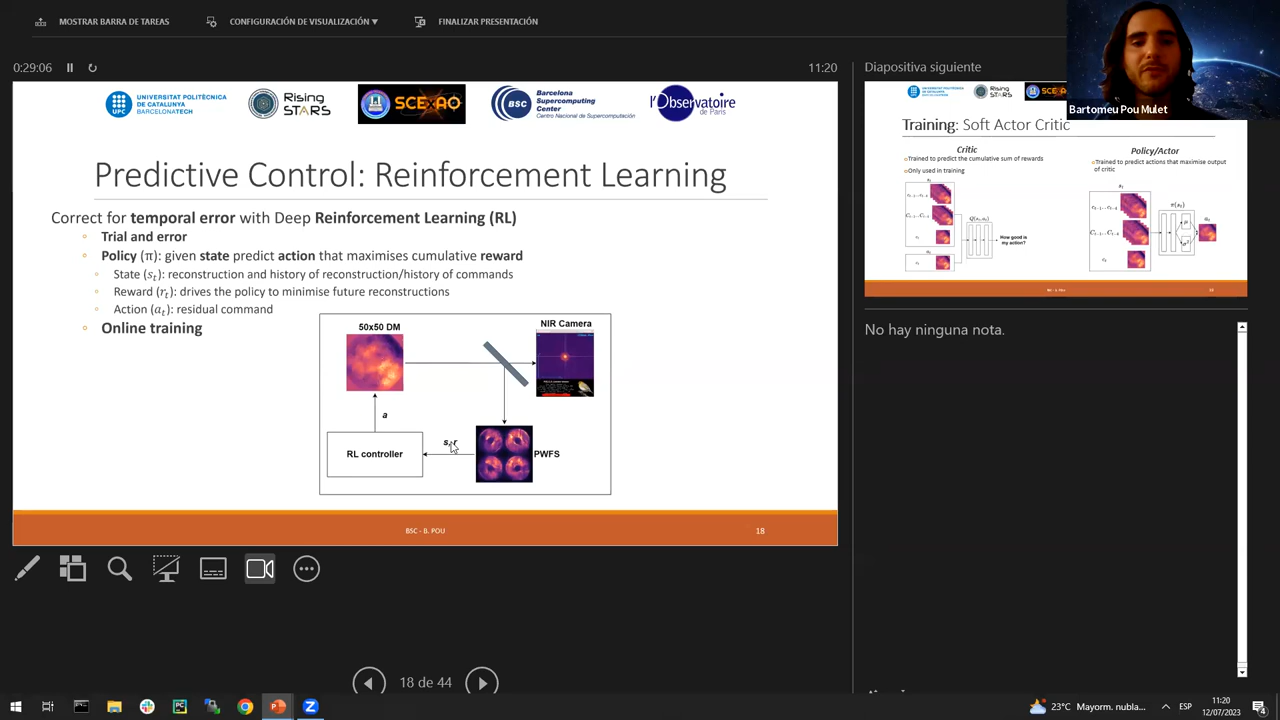 MOSTRAR BARRA DE TAREAS
CONFIGURACIÓN DE VISUALIZACIÓN ▼
FINALIZAR PRESENTACIÓN
0:29:06
11:20
Diapositiva siguiente
Bartomeu Pou Mulet
UNIVERSITAT POLITÈCNICA
DE CATALUNYA
BARCELONATECH
UPC
Rising
STARS
SCExAO
BSC
Barcelona
Supercomputing
Center
Centro Nacional de Supercomputación
l'Observatoire
de Paris
Predictive Control: Reinforcement Learning
Correct for temporal error with Deep Reinforcement Learning (RL)
Trial and error
Policy (π): given state predict action that maximises cumulative reward
State (s_t): reconstruction and history of reconstruction/history of commands
Reward (r_t): drives the policy to minimise future reconstructions
Action (a_t): residual command
Online training
50x50 DM
NIR Camera
a
s, r
RL controller
PWFS
BSC - B. POU
18
Training: Soft Actor Critic
Critic
Trained to predict the cumulative sum of rewards
Only used in training
Q(s_t, a_t)
How good is
my action?
Policy/Actor
Trained to predict actions that maximise output
of critic
No hay ninguna nota.
18 de 44
23°C Mayorm. nubla...
ESP
11:20
12/07/2023